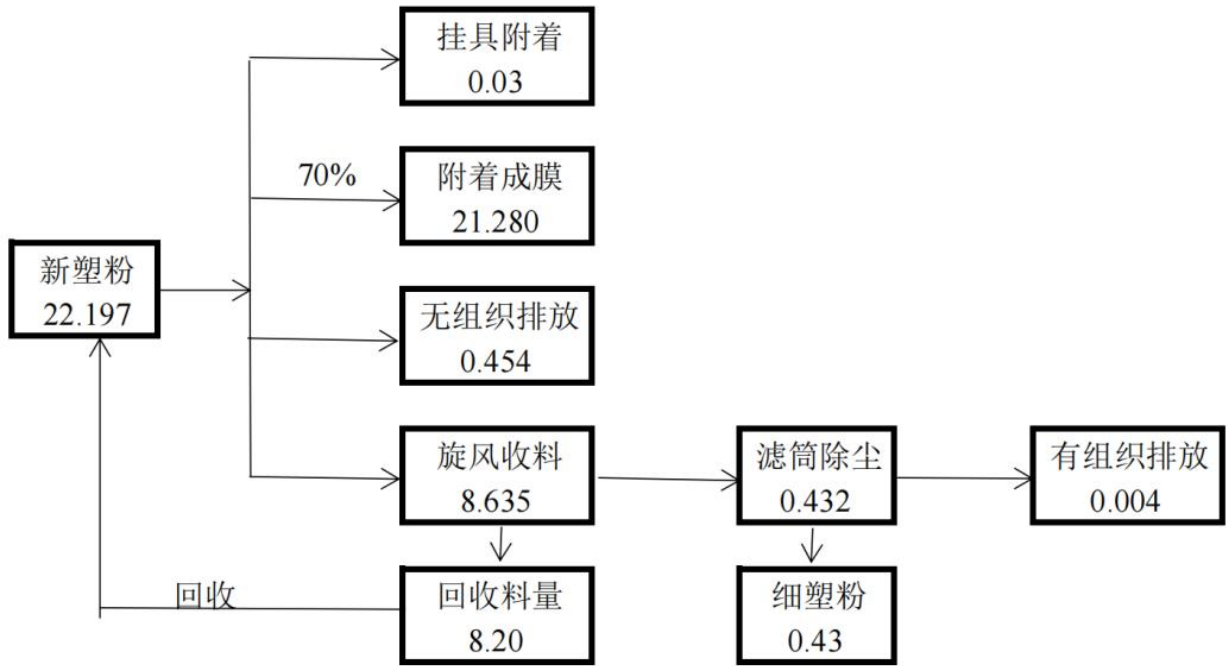 挂具附着
0.03
70%
附着成膜
21.280
新塑粉
22.197
无组织排放
0.454
旋风收料
8.635
滤筒除尘
0.432
有组织排放
0.004
回收
回收料量
8.20
细塑粉
0.43